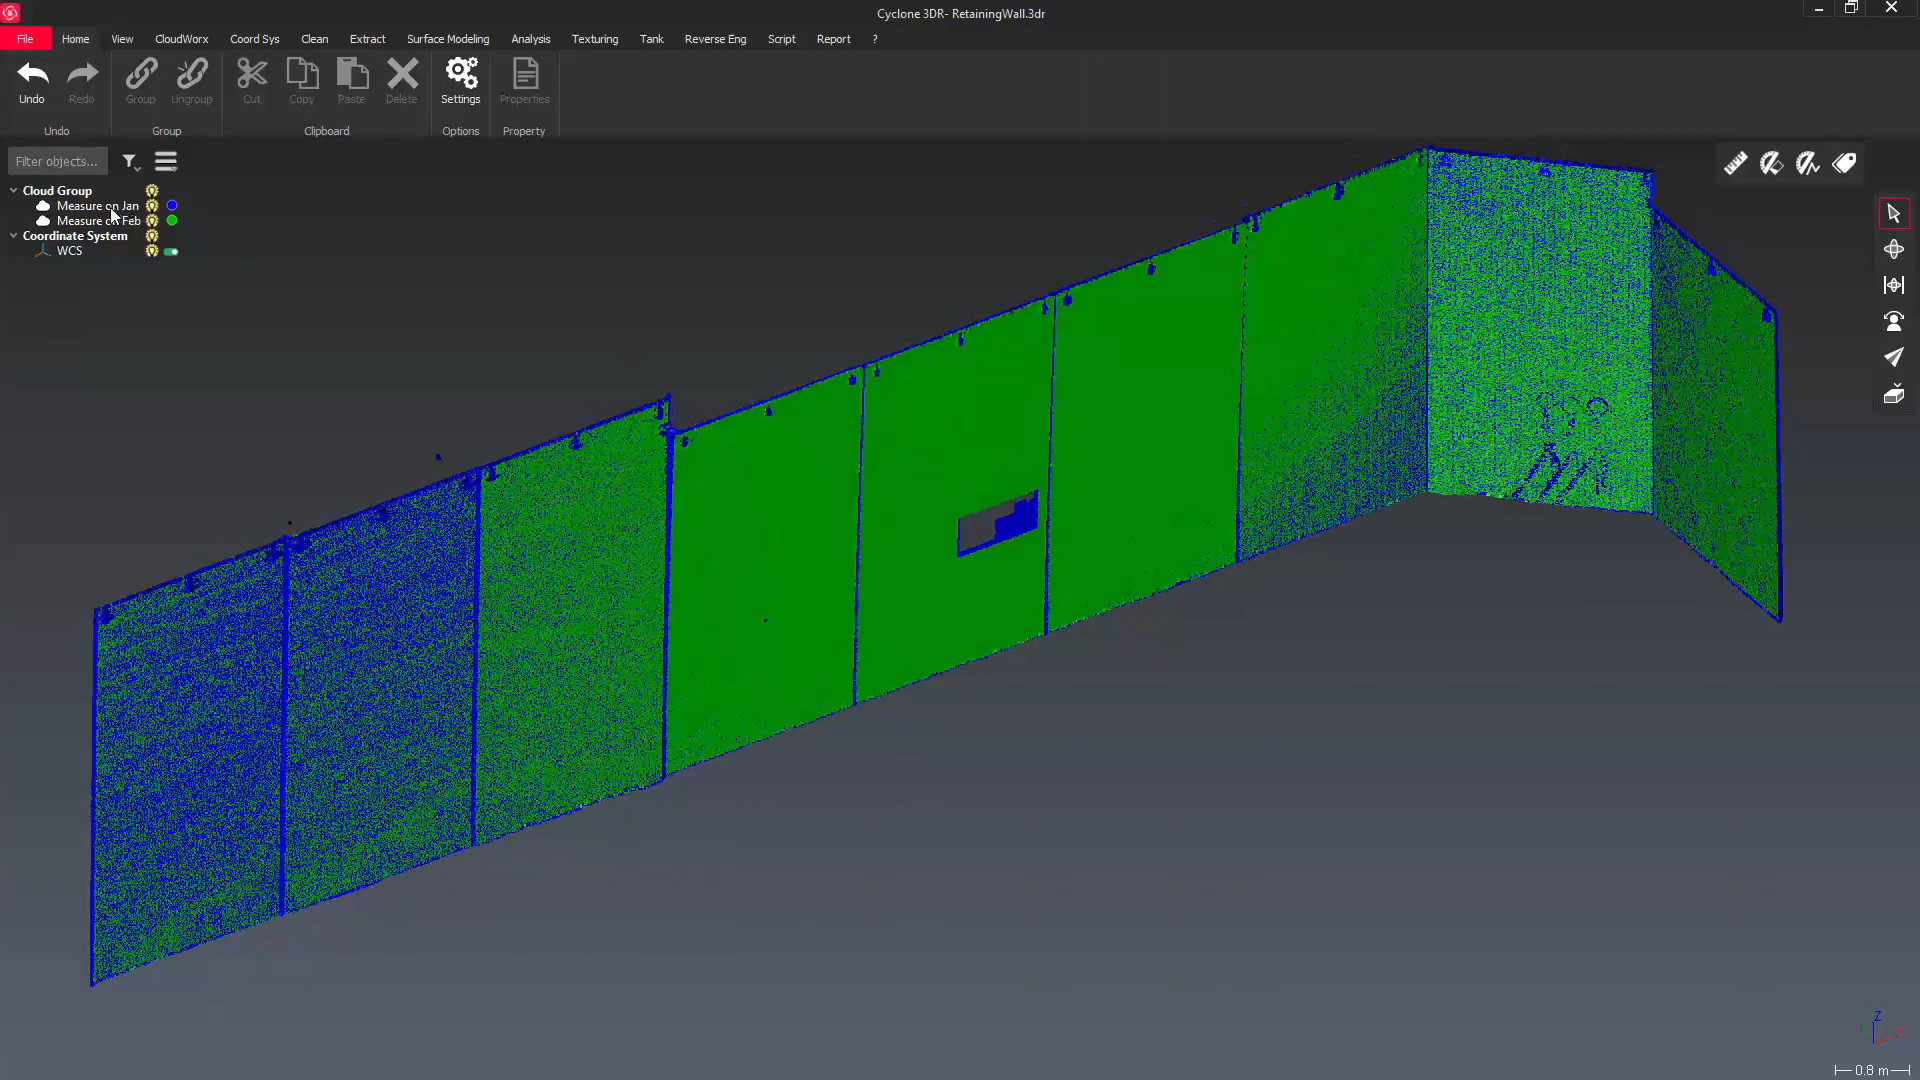 Cyclone 3DR- RetainingWall.3dr
File Home View CloudWorx Coord Sys Clean Extract Surface Modeling Analysis Texturing Tank Reverse Eng Script Report ?
Undo Redo Group Ungroup Cut Copy Paste Delete Settings Properties
Undo Group Clipboard Options Property
Filter objects...
Cloud Group
Measure on Jan
Measure on Feb
Coordinate System
WCS
Z
X
0.8 m